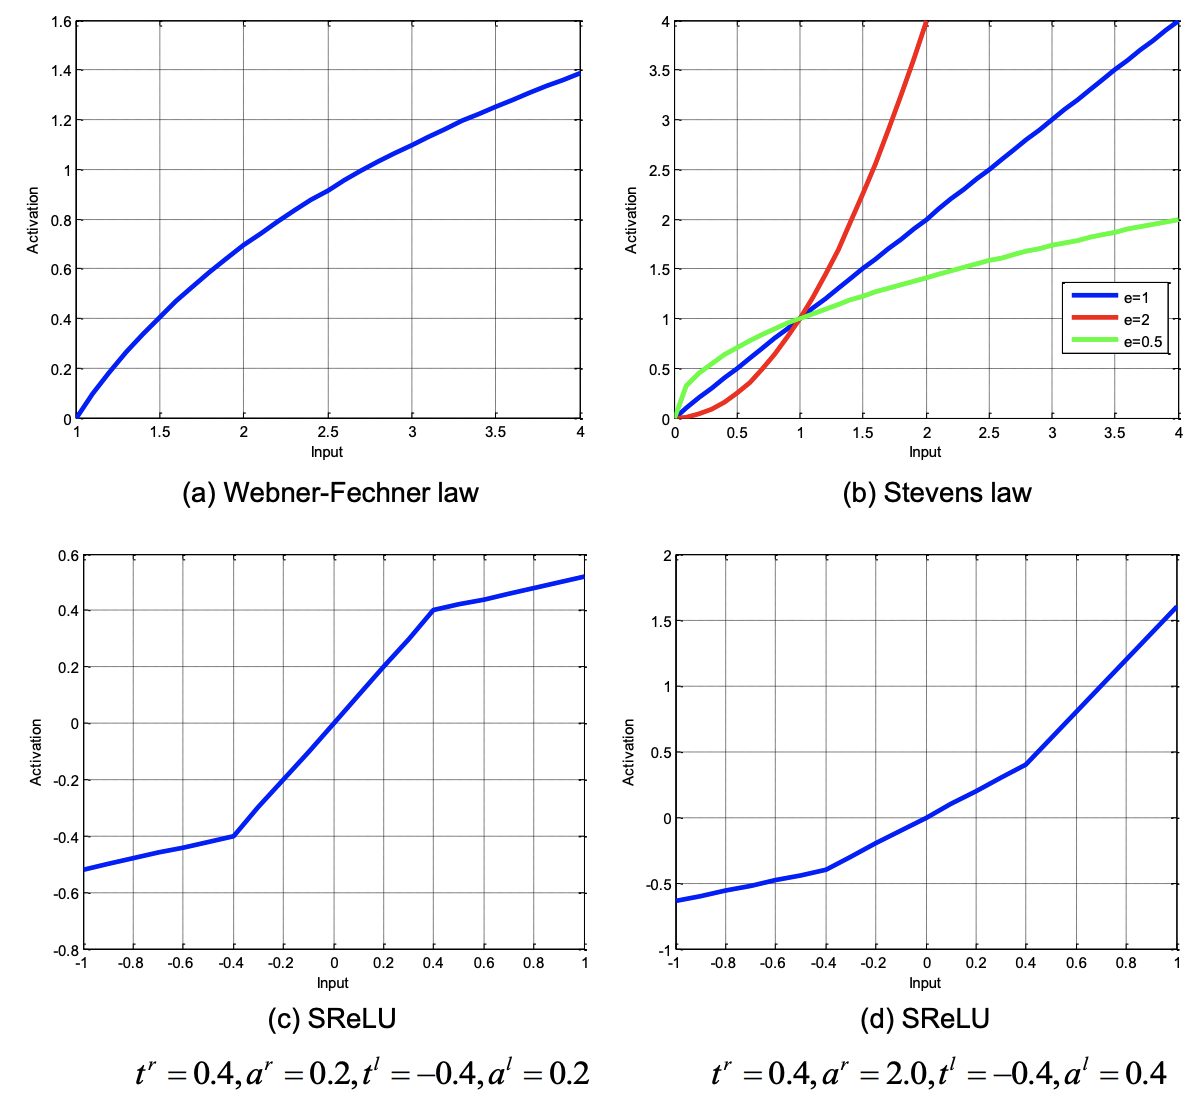 1.6
1.4
1.2
1
0.8
0.6
0.4
0.2
0
1 1.5 2 2.5 3 3.5 4
Activation
Input
(a) Webner-Fechner law
4
3.5
3
2.5
2
1.5
1
0.5
0
0 0.5 1 1.5 2 2.5 3 3.5 4
Activation
Input
e=1
e=2
e=0.5
(b) Stevens law
0.6
0.4
0.2
0
-0.2
-0.4
-0.6
-0.8
-1 -0.8 -0.6 -0.4 -0.2 0 0.2 0.4 0.6 0.8 1
Activation
Input
(c) SReLU
t^r = 0.4, a^r = 0.2, t^l = −0.4, a^l = 0.2
2
1.5
1
0.5
0
-0.5
-1
-1 -0.8 -0.6 -0.4 -0.2 0 0.2 0.4 0.6 0.8 1
Activation
Input
(d) SReLU
t^r = 0.4, a^r = 2.0, t^l = −0.4, a^l = 0.4